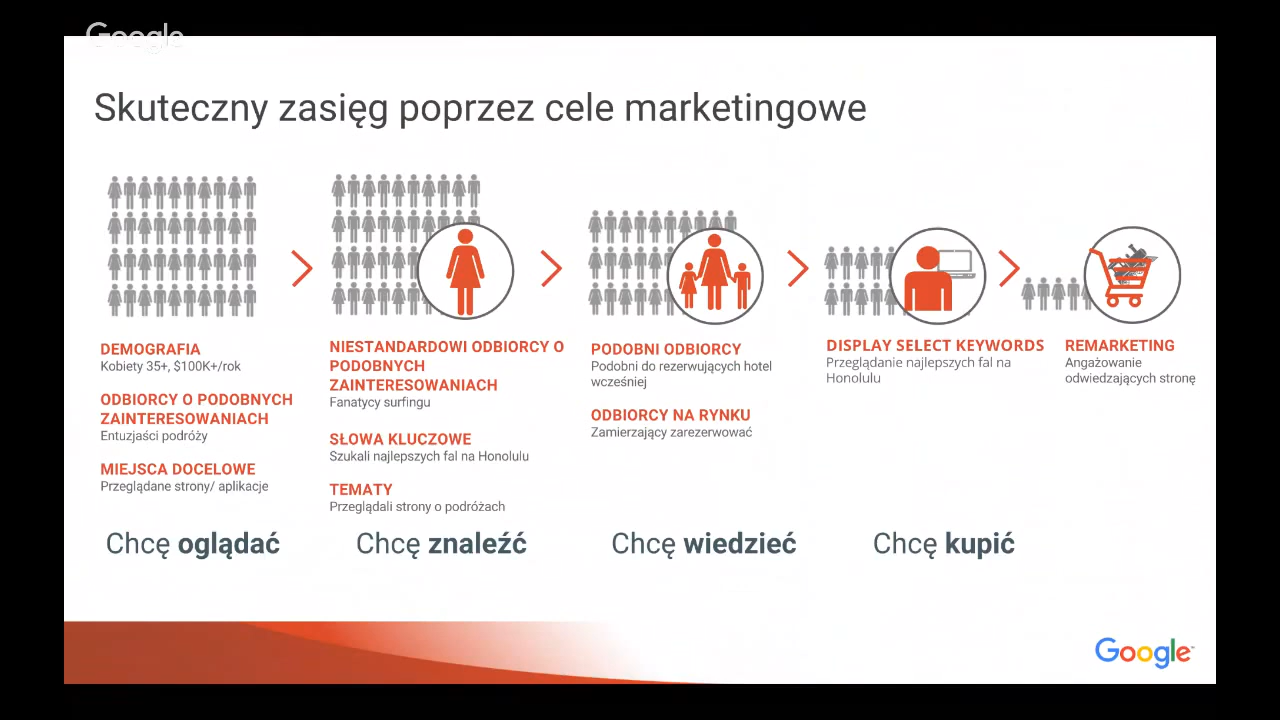 Google
Skuteczny zasięg poprzez cele marketingowe
DEMOGRAFIA
Kobiety 35+, $100K+/rok
ODBIORCY O PODOBNYCH
ZAINTERESOWANIACH
Entuzjaści podróży
MIEJSCA DOCELOWE
Przeglądane strony/ aplikacje
NIESTANDARDOWI ODBIORCY O
PODOBNYCH
ZAINTERESOWANIACH
Fanatycy surfingu
SŁOWA KLUCZOWE
Szukali najlepszych fal na Honolulu
TEMATY
Przeglądali strony o podróżach
PODOBNI ODBIORCY
Podobni do rezerwujących hotel
wcześniej
ODBIORCY NA RYNKU
Zamierzający zarezerwować
DISPLAY SELECT KEYWORDS
Przeglądanie najlepszych fal na
Honolulu
REMARKETING
Angażowanie
odwiedzających stronę
Chcę oglądać
Chcę znaleźć
Chcę wiedzieć
Chcę kupić
Google